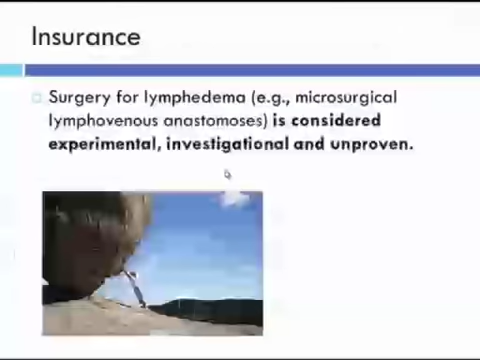 Insurance
Surgery for lymphedema (e.g., microsurgical
lymphovenous anastomoses) is considered
experimental, investigational and unproven.